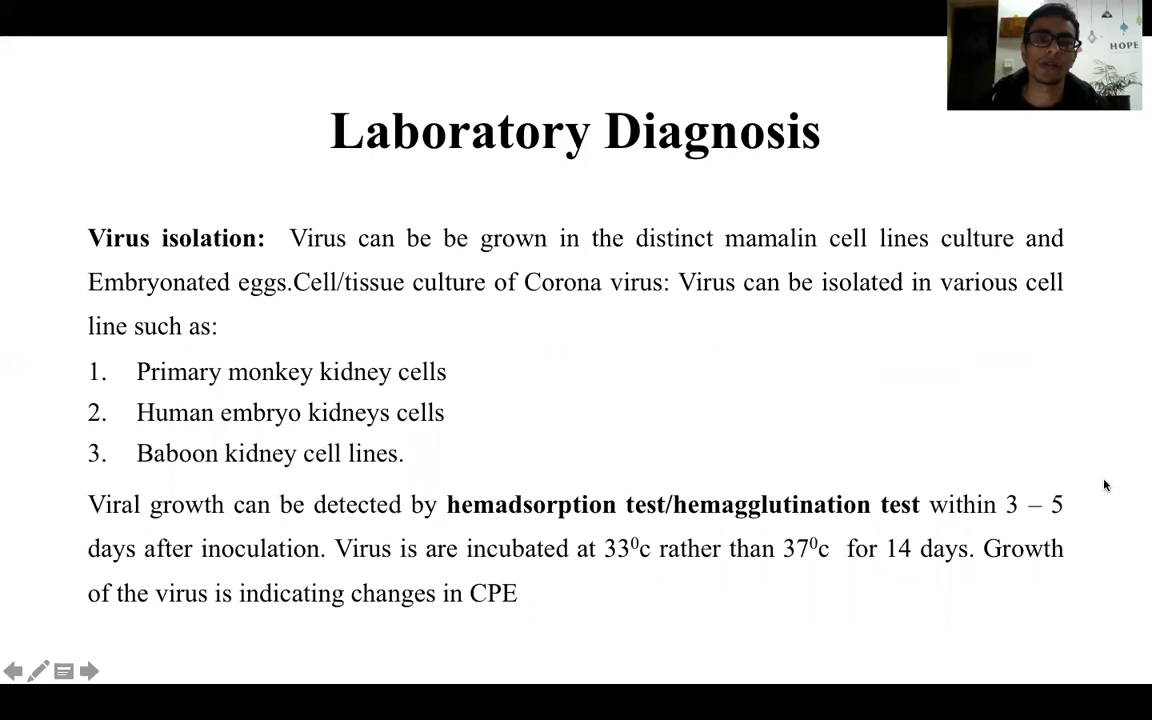 HOPE
Laboratory Diagnosis
Virus isolation: Virus can be be grown in the distinct mamalin cell lines culture and
Embryonated eggs.Cell/tissue culture of Corona virus: Virus can be isolated in various cell
line such as:
1. Primary monkey kidney cells
2. Human embryo kidneys cells
3. Baboon kidney cell lines.
Viral growth can be detected by hemadsorption test/hemagglutination test within 3 – 5
days after inoculation. Virus is are incubated at 33⁰c rather than 37⁰c for 14 days. Growth
of the virus is indicating changes in CPE